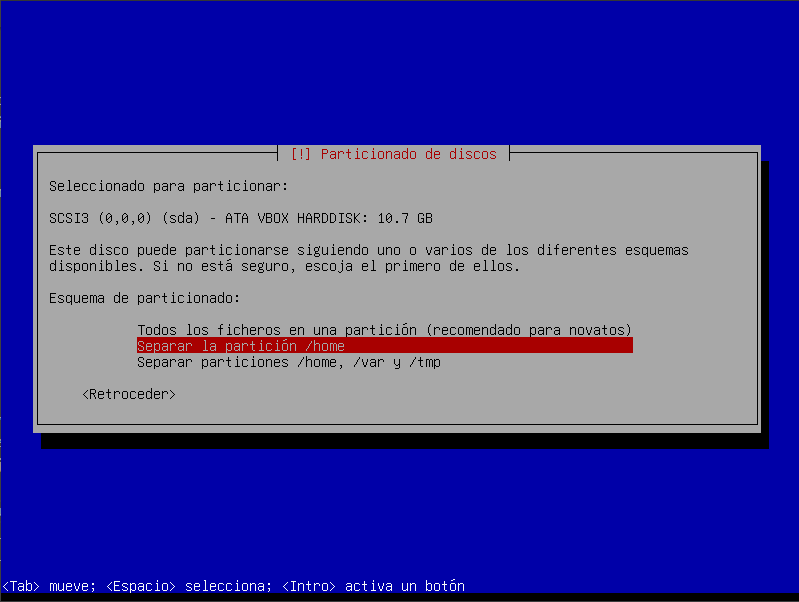 [!] Particionado de discos
Seleccionado para particionar:
SCSI3 (0,0,0) (sda) - ATA VBOX HARDDISK: 10.7 GB
Este disco puede particionarse siguiendo uno o varios de los diferentes esquemas
disponibles. Si no está seguro, escoja el primero de ellos.
Esquema de particionado:
Todos los ficheros en una partición (recomendado para novatos)
Separar la partición /home
Separar particiones /home, /var y /tmp
<Retroceder>
<Tab> mueve; <Espacio> selecciona; <Intro> activa un botón